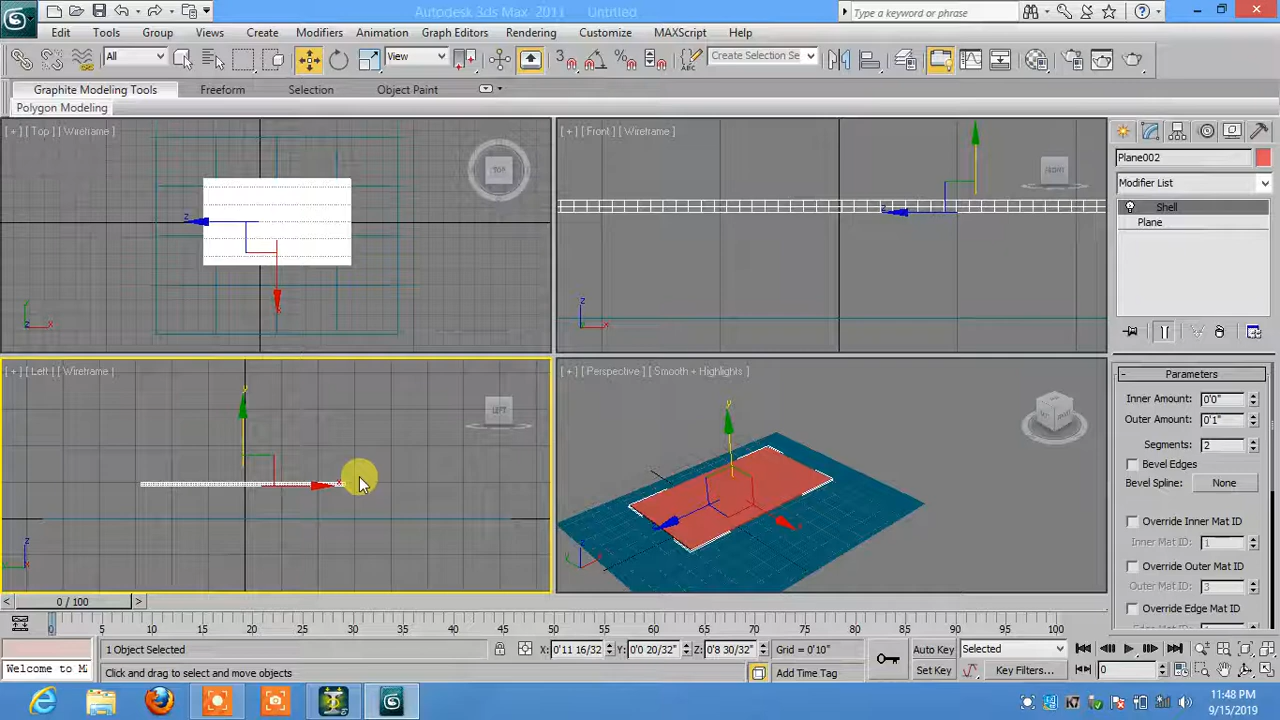 Autodesk 3ds Max 2011 Untitled
Type a keyword or phrase
Edit Tools Group Views Create Modifiers Animation Graph Editors Rendering Customize MAXScript Help
All View Create Selection Se
Graphite Modeling Tools Freeform Selection Object Paint
Polygon Modeling
[ + ] [ Top ] [ Wireframe ]
TOP
[ + ] [ Front ] [ Wireframe ]
FRONT
Plane002
Modifier List
Shell
Plane
[ + ] [ Left ] [ Wireframe ]
LEFT
[ + ] [ Perspective ] [ Smooth + Highlights ]
Parameters
Inner Amount: 0'0"
Outer Amount: 0'1"
Segments: 2
Bevel Edges
Bevel Spline: None
Override Inner Mat ID
Inner Mat ID: 1
Override Outer Mat ID
Outer Mat ID: 3
Override Edge Mat ID
0 / 100
0 5 10 15 20 25 30 35 40 45 50 55 60 65 70 75 80 85 90 95 100
1 Object Selected X: 0'11 16/32 Y: 0'0 20/32" Z: 0'8 30/32" Grid = 0'10" Auto Key Selected
Welcome to M Click and drag to select and move objects Add Time Tag Set Key Key Filters... 0
11:48 PM
9/15/2019